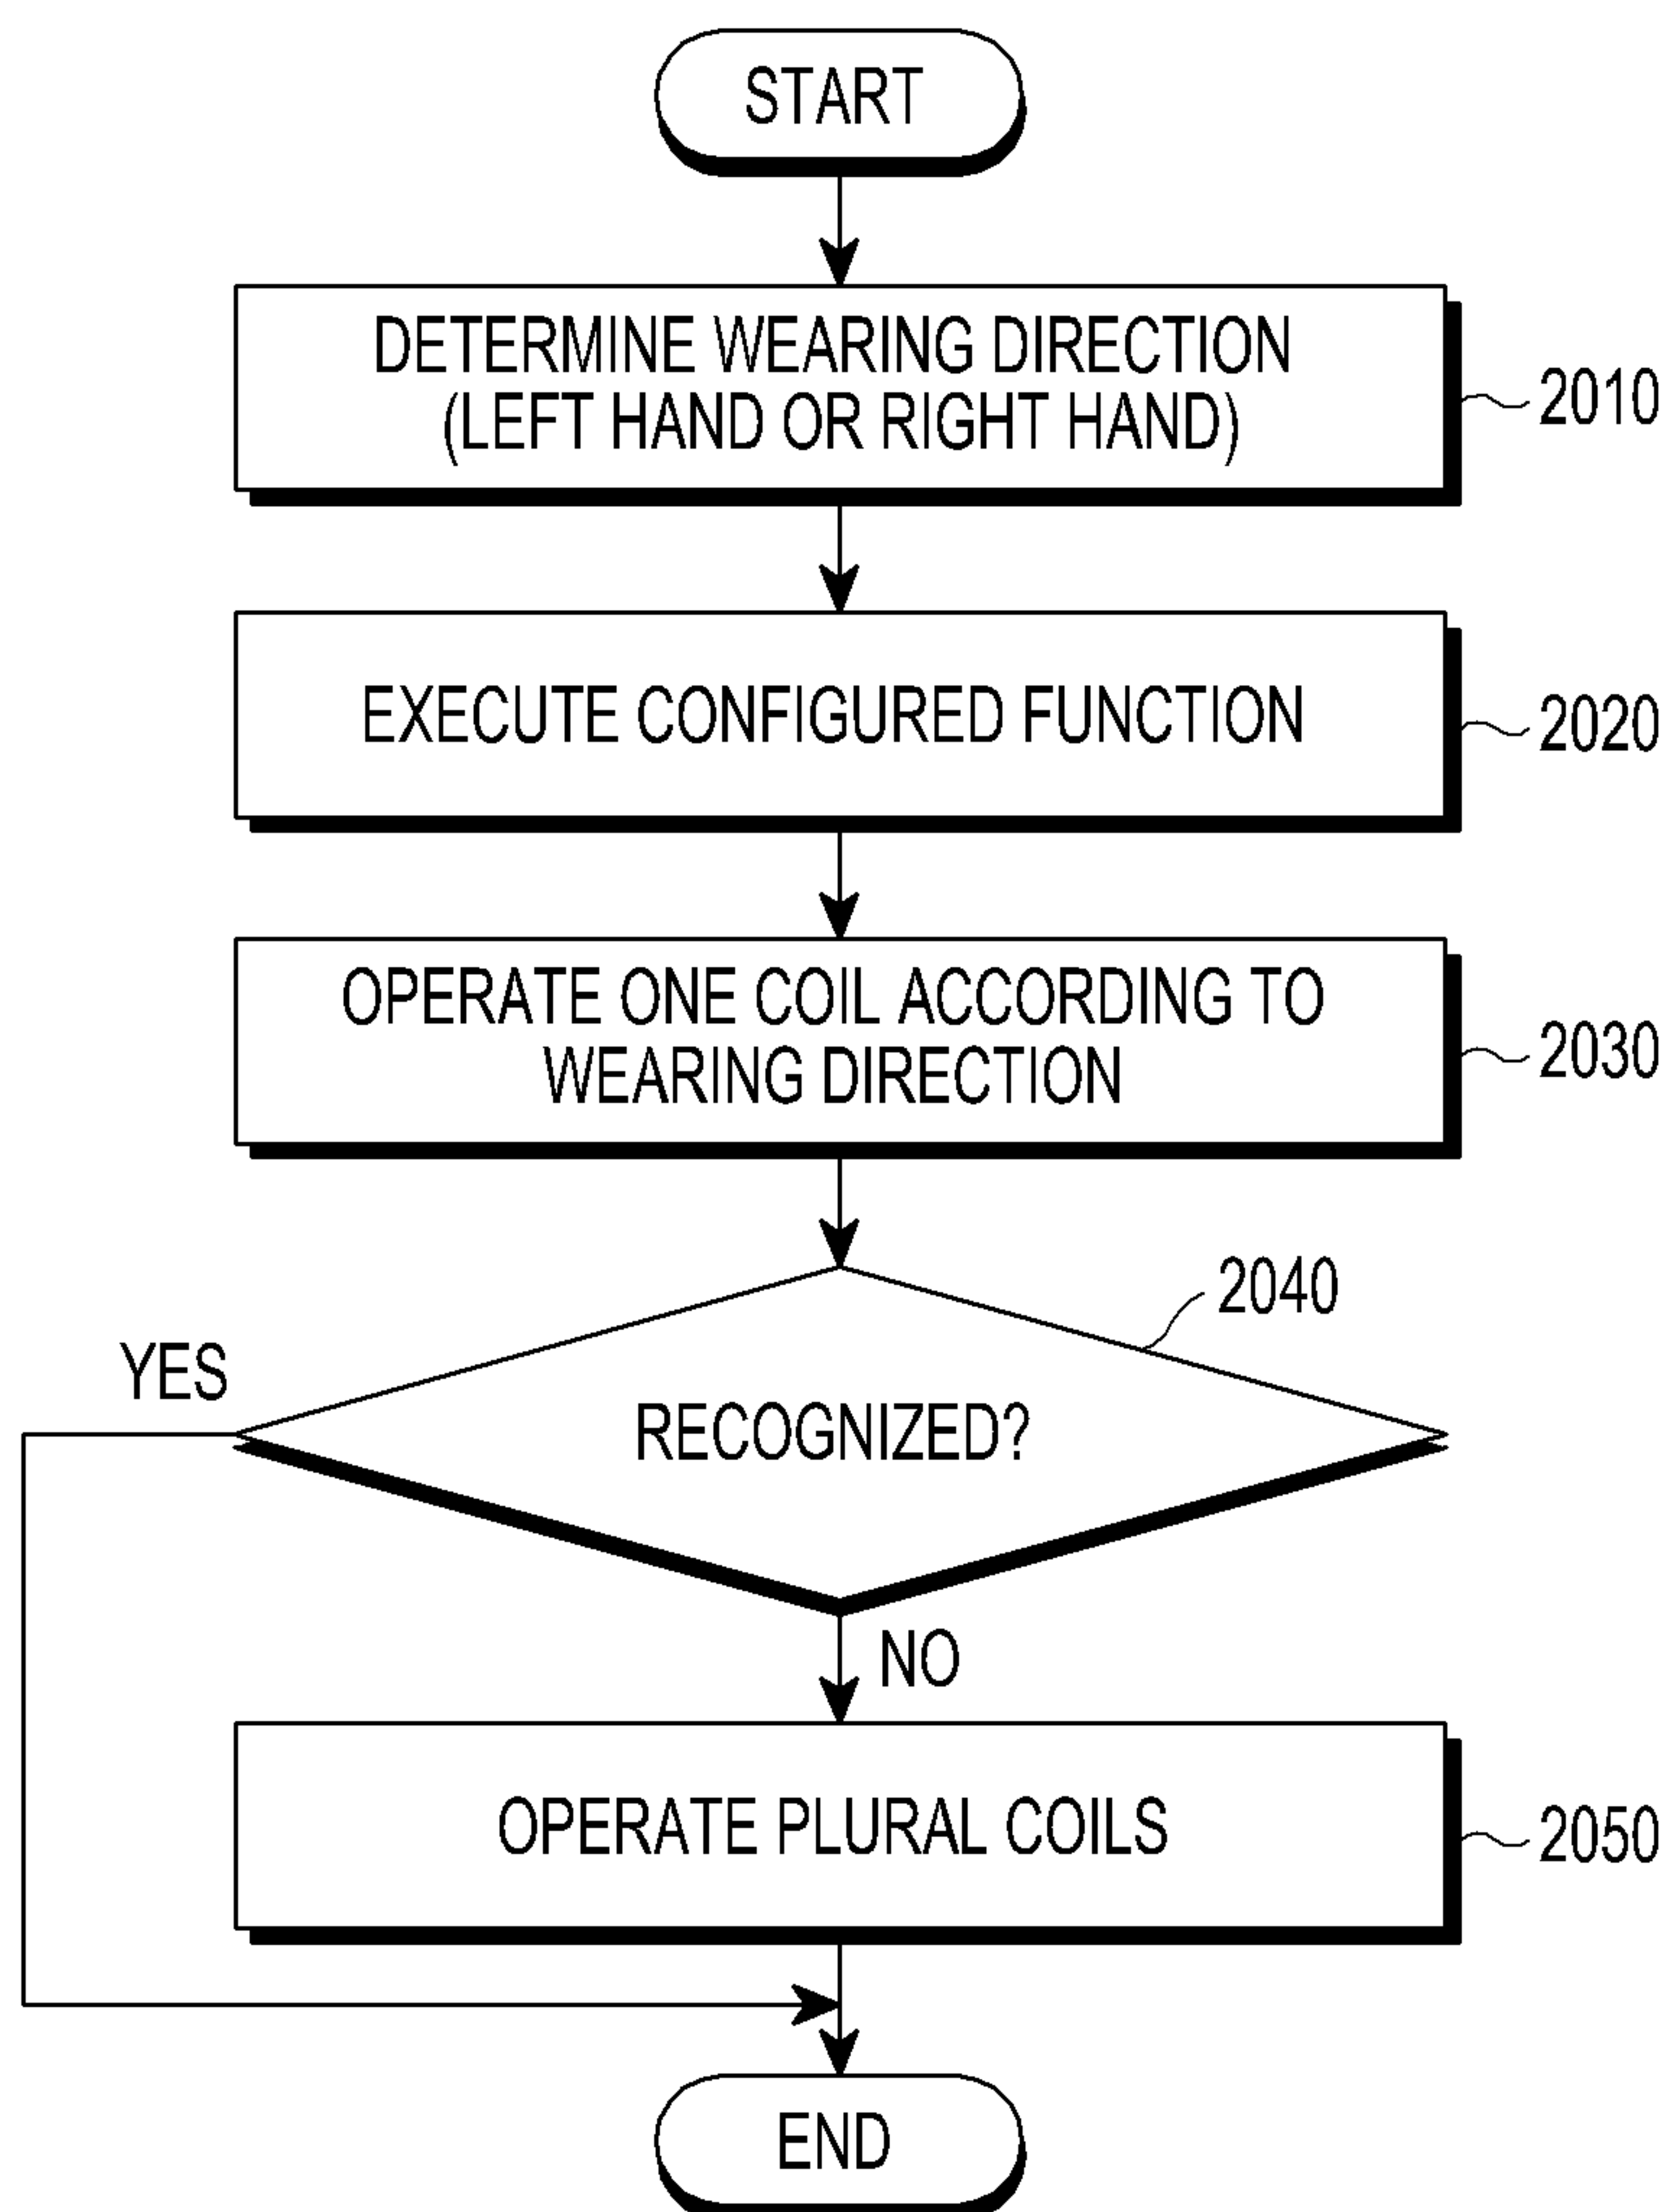 START
DETERMINE WEARING DIRECTION
(LEFT HAND OR RIGHT HAND)
2010
EXECUTE CONFIGURED FUNCTION
2020
OPERATE ONE COIL ACCORDING TO
WEARING DIRECTION
2030
2040
YES
RECOGNIZED?
NO
OPERATE PLURAL COILS
2050
END